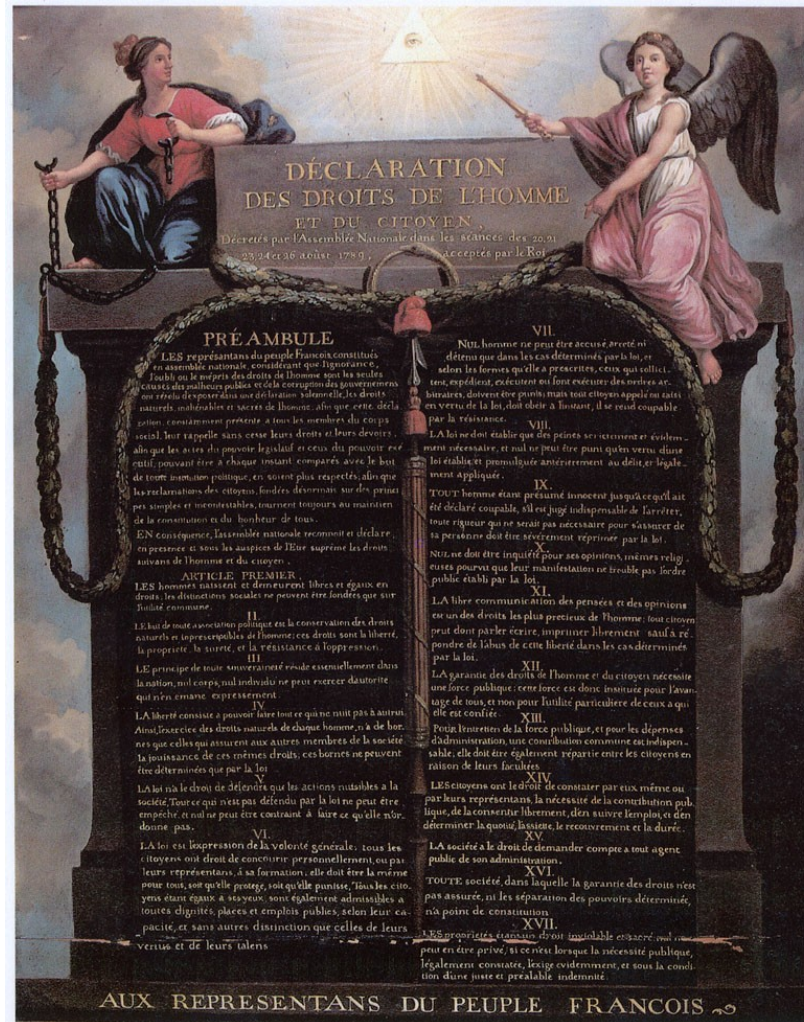 DÉCLARATION
DES DROITS DE L'HOMME
ET DU CITOYEN,
Décretés par l'Assemblée Nationale dans les séances des 20, 21
23, 24 et 26 août 1789, acceptés par le Roi
PRÉAMBULE
LES représantans du peuple Francois, constitués
en assemblée nationale, considérant que l'ignorance,
l'oubli ou le mépris des droits de l'homme sont les seules
causes des malheurs publics et de la corruption des gouvernemens
ont résolu d'exposer dans une déclaration solemnelle, les droits
naturels, inaliénables et sacrés de l'homme; afin que cette décla
ration, constamment présente a tous les membres du corps
social, leur rappelle sans cesse leurs droits et leurs devoirs;
afin que les actes du pouvoir législatif et ceux du pouvoir exé
cutif, pouvant être a chaque instant comparés avec le but
de toute institution politique, en soient plus respectés; afin que
les reclamations des citoyens, fondées désormais sur des princi
pes simples et incontestables, tournent toujours au maintien
de la constitution et du bonheur de tous.
EN conséquence, l'assemblée nationale reconnoit et déclare,
en presence et sous les auspices de l'Etre suprême les droits
suivans de l'homme et du citoyen.
ARTICLE PREMIER.
LES hommes naissent et demeurent libres et égaux en
droits; les distinctions sociales ne peuvent être fondées que sur
l'utilité commune.
II.
LE but de toute association politique est la conservation des droits
naturels et inprescriptibles de l'homme; ces droits sont la liberté,
la propriete, la sureté, et la résistance à l'oppression.
III.
LE principe de toute souveraineté réside essentiellement dans
la nation, nul corps, nul individu ne peut exercer d'autorité
qui n'en emane expressement.
IV.
LA liberté consiste a pouvoir faire tout ce qui ne nuit pas à autrui.
Ainsi, l'exercice des droits naturels de chaque homme, n'a de bor
nes que celles qui assurent aux autres membres de la société
la jouissance de ces mêmes droits; ces bornes ne peuvent
être déterminées que par la loi
V.
LA loi n'a le droit de défendre que les actions nuisibles a la
société. Tout ce qui n'est pas défendu par la loi ne peut être
empêché, et nul ne peut être contraint à faire ce qu'elle n'or
donne pas.
VI.
LA loi est l'expression de la volonté générale; tous les
citoyens ont droit de concourir personnellement, ou par
leurs représentans, à sa formation; elle doit être la même
pour tous, soit qu'elle protege, soit qu'elle punisse, Tous les cito
yens étant égaux a ses yeux, sont également admissibles a
toutes dignités, places et emplois publics, selon leur ca
pacité, et sans autres distinction que celles de leurs
vertus et de leurs talens
VII.
NUL homme ne peut être accusé, arreté, ni
détenu que dans les cas déterminés par la loi, et
selon les formes qu'elle a prescrites, ceux qui sollici
tent, expédient, exécutent ou font exécuter des ordres ar
bitraires, doivent être punis; mais tout citoyen appelé ou saisi
en vertu de la loi, doit obéir a l'instant, il se rend coupable
par la résistance.
VIII.
LA loi ne doit établir que des peines strictement et évidem
ment nécessaire, et nul ne peut être puni qu'en vertu d'une
loi établie et promulguée antérierement au délit, et légale
ment appliquée.
IX.
TOUT homme étant présumé innocent jusqu'a ce qu'il ait
été déclaré coupable, s'il est jugé indispensable de l'arrêter,
toute rigueur qui ne serait pas nécessaire pour s'assurer de
sa personne doit être sévèrement réprimée par la loi.
X.
NUL ne doit être inquiété pour ses opinions, mêmes religi
euses pourvu que leur manifestation ne trouble pas l'ordre
public établi par la loi.
XI.
LA libre communication des pensées et des opinions
est un des droits les plus precieux de l'homme; tout citoyen
peut dont parler écrire, imprimer librement sauf à ré
pondre de l'abus de cette liberté dans les cas déterminés
par la loi.
XII.
LA garantie des droits de l'homme et du citoyen nécessite
une force publique; cette force est donc instituée pour l'avan
tage de tous, et non pour l'utilité particuliere de ceux a qui
elle est confiée.
XIII.
Pour l'entretien de la force publique, et pour les dépenses
d'administration, une contribution commune est indispen
sable, elle doit être également répartie entre les citoyens en
raison de leurs facultées
XIV.
LES citoyens ont le droit de constater par eux même ou
par leurs représentans, la nécessité de la contribution pub
lique, de la consentir librement, d'en suivre l'emploi, et d'en
déterminer la quotité, l'assiette, le recouvrement et la durée.
XV.
LA société a le droit de demander compte a tout agent
public de son administration.
XVI.
TOUTE société, dans laquelle la garantie des droits n'est
pas assurée, ni les séparation des pouvoirs déterminée,
n'a point de constitution
XVII.
LES proprietés étant un droit inviolable et sacré, nul ne
peut en être privé, si ce n'est lorsque la nécessité publique,
légalement constatée, l'exige evidemment, et sous la condi
tion d'une juste et préalable indemnité.
AUX REPRESENTANS DU PEUPLE FRANCOIS